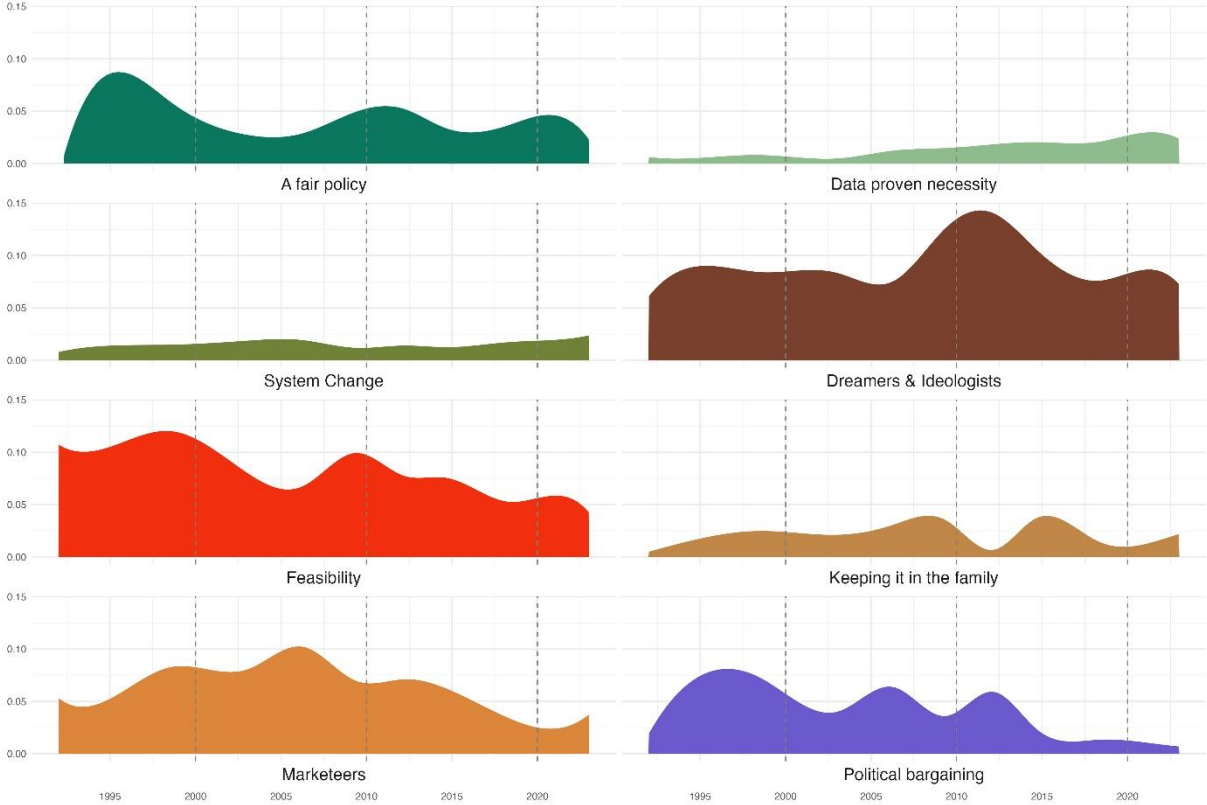 0.15
0.10
0.05
0.00
A fair policy
Data proven necessity
0.15
0.10
0.05
0.00
System Change
Dreamers & Ideologists
0.15
0.10
0.05
0.00
Feasibility
Keeping it in the family
0.15
0.10
0.05
0.00
Marketeers
Political bargaining
1995 2000 2005 2010 2015 2020 1995 2000 2005 2010 2015 2020